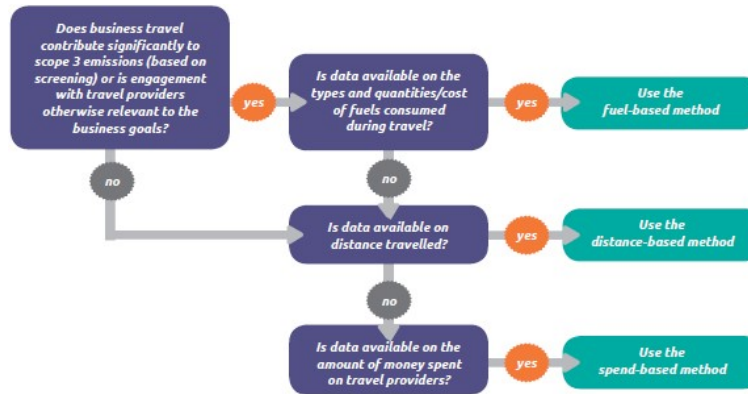 Does business travel
contribute significantly to
scope 3 emissions (based on
screening) or is engagement
with travel providers
otherwise relevant to the
business goals?
yes
Is data available on the
types and quantities/cost
of fuels consumed
during travel?
yes
Use the
fuel-based method
no
no
Is data available on
distance travelled?
yes
Use the
distance-based method
no
Is data available on the
amount of money spent
on travel providers?
yes
Use the
spend-based method